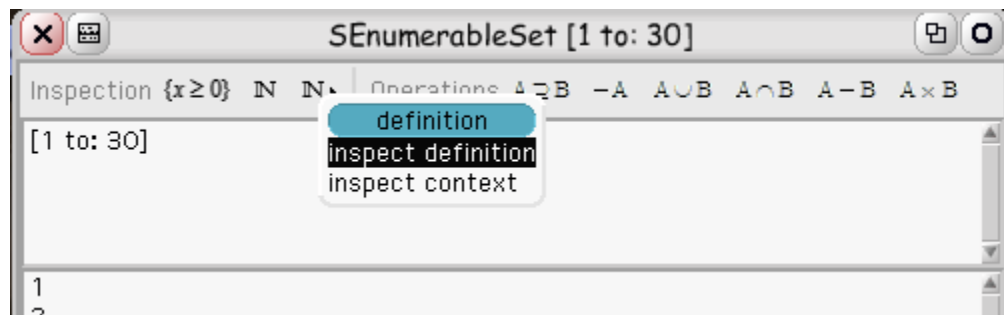 SEnumerableSet [1 to: 30]
Inspection {x≥0} ℕ ℕ Operations A⊇B −A A∪B A∩B A−B A×B
definition
[1 to: 30]
inspect definition
inspect context
1